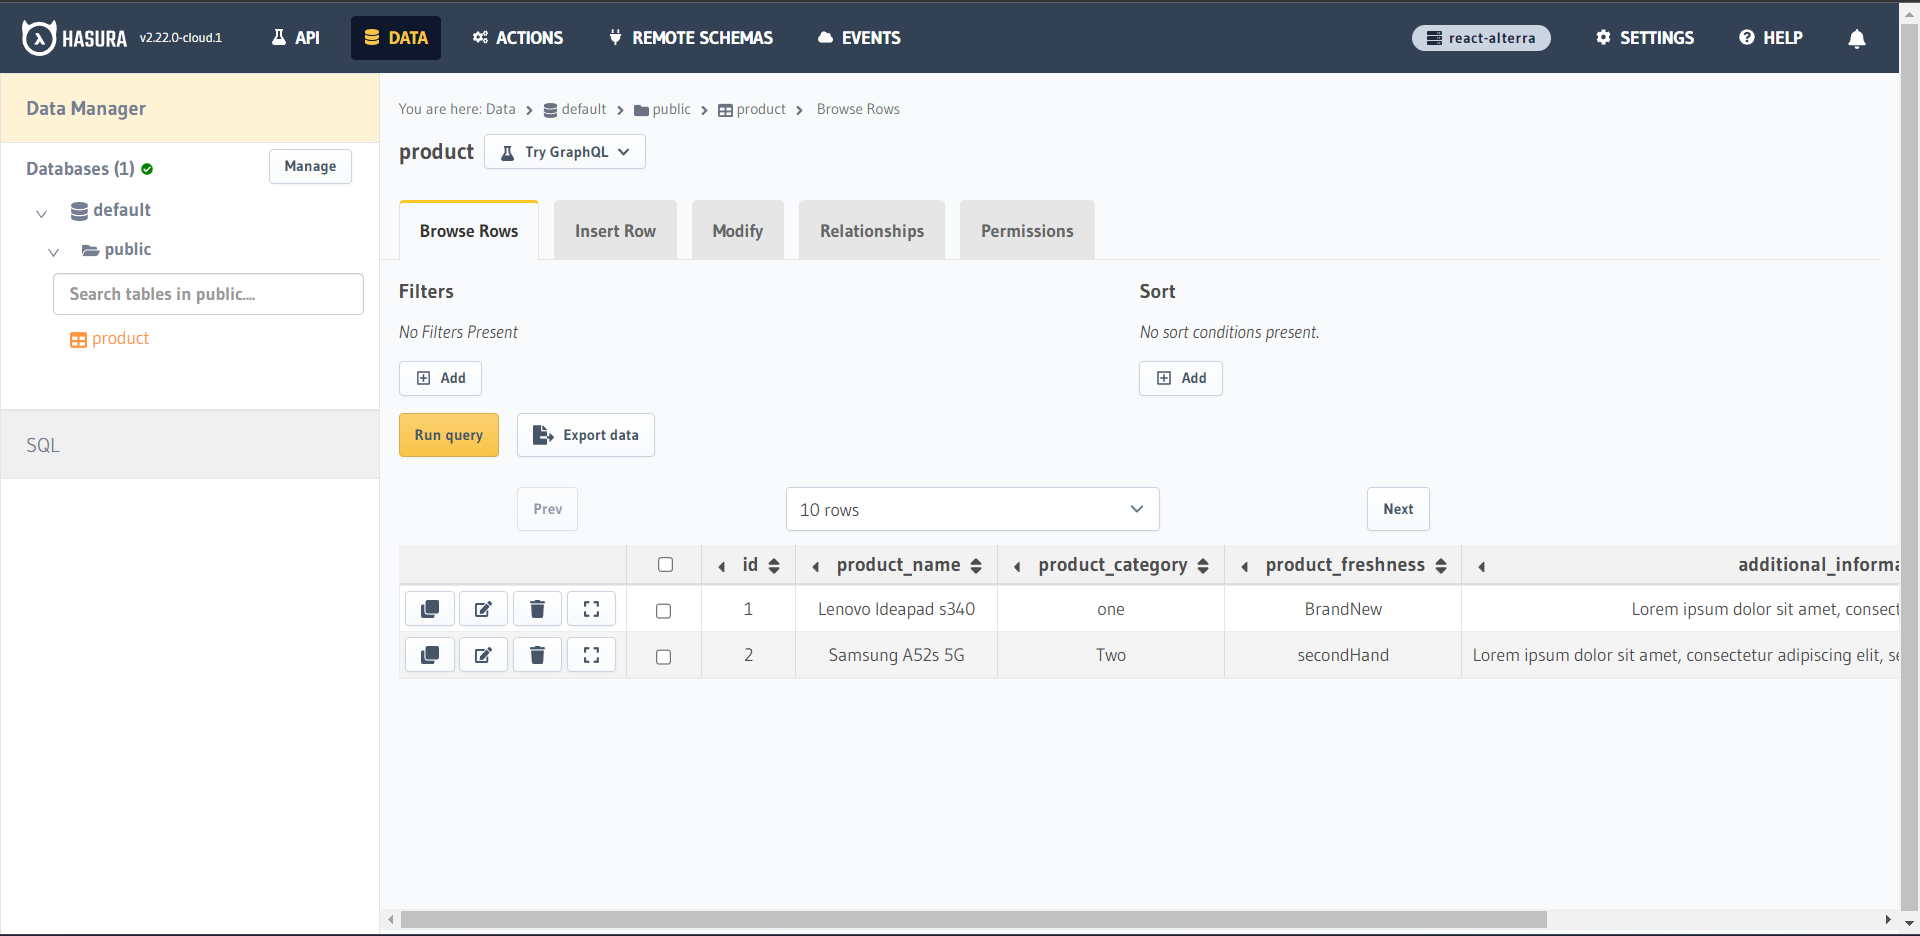 HASURA v2.22.0-cloud.1 API DATA ACTIONS REMOTE SCHEMAS EVENTS react-alterra SETTINGS HELP
Data Manager
Databases (1) Manage
default
public
Search tables in public....
product
SQL
You are here: Data > default > public > product > Browse Rows
product Try GraphQL
Browse Rows Insert Row Modify Relationships Permissions
Filters Sort
No Filters Present No sort conditions present.
Add Add
Run query Export data
Prev 10 rows Next
id product_name product_category product_freshness additional_informa
1 Lenovo Ideapad s340 one BrandNew Lorem ipsum dolor sit amet, consect
2 Samsung A52s 5G Two secondHand Lorem ipsum dolor sit amet, consectetur adipiscing elit, se